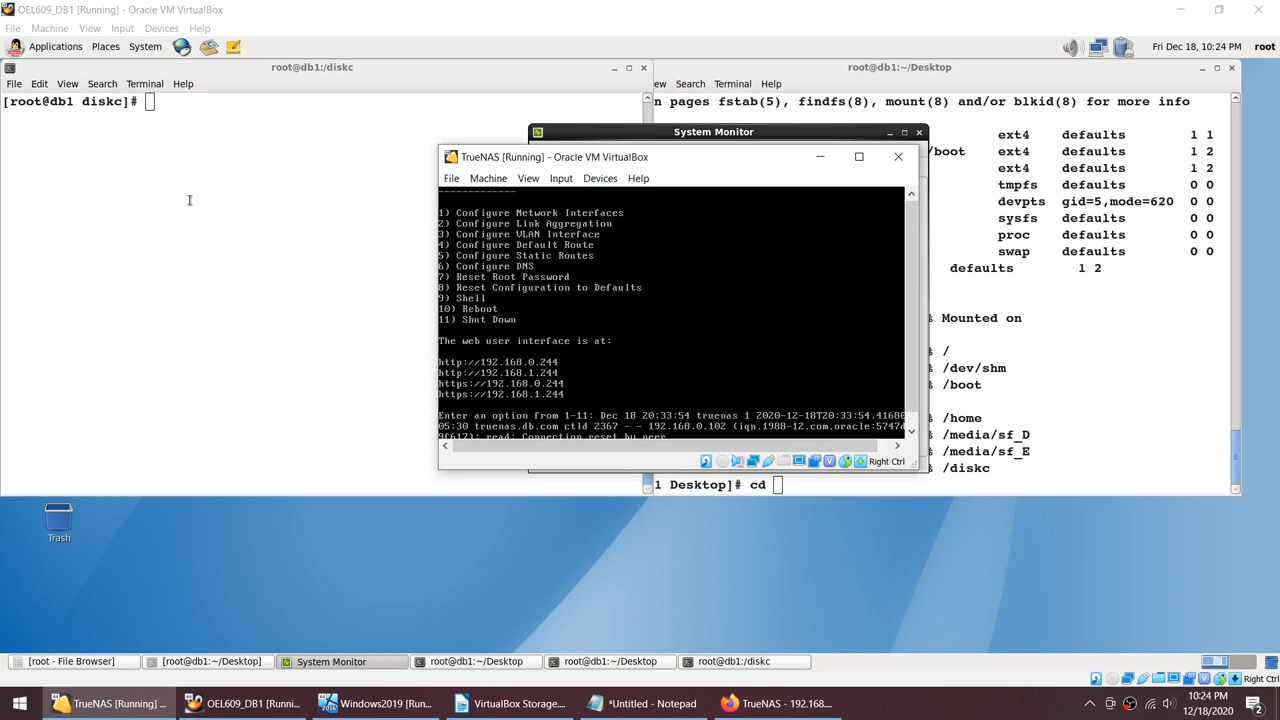 OEL609_DB1 [Running] - Oracle VM VirtualBox
File Machine View Input Devices Help
Applications Places System Fri Dec 18, 10:24 PM root
root@db1:/diskc
File Edit View Search Terminal Help
[root@db1 diskc]#
root@db1:~/Desktop
ew Search Terminal Help
n pages fstab(5), findfs(8), mount(8) and/or blkid(8) for more info
ext4 defaults 1 1
/boot ext4 defaults 1 2
ext4 defaults 1 2
tmpfs defaults 0 0
devpts gid=5,mode=620 0 0
sysfs defaults 0 0
proc defaults 0 0
swap defaults 0 0
defaults 1 2
% Mounted on
% /
% /dev/shm
% /boot
% /home
% /media/sf_D
% /media/sf_E
% /diskc
1 Desktop]# cd
System Monitor
TrueNAS [Running] - Oracle VM VirtualBox
File Machine View Input Devices Help
-------------
1) Configure Network Interfaces
2) Configure Link Aggregation
3) Configure VLAN Interface
4) Configure Default Route
5) Configure Static Routes
6) Configure DNS
7) Reset Root Password
8) Reset Configuration to Defaults
9) Shell
10) Reboot
11) Shut Down
The web user interface is at:
http://192.168.0.244
http://192.168.1.244
https://192.168.0.244
https://192.168.1.244
Enter an option from 1-11: Dec 18 20:33:54 truenas 1 2020-12-18T20:33:54.41680
05:30 truenas.db.com ctld 2367 - - 192.168.0.102 (iqn.1988-12.com.oracle:5747d
9f617): read: Connection reset by peer
Right Ctrl
Trash
[root - File Browser] [root@db1:~/Desktop] System Monitor root@db1:~/Desktop root@db1:~/Desktop root@db1:/diskc
Right Ctrl
TrueNAS [Running] - ... OEL609_DB1 [Runni... Windows2019 [Run... VirtualBox Storage.... *Untitled - Notepad TrueNAS - 192.168....
10:24 PM
12/18/2020
2